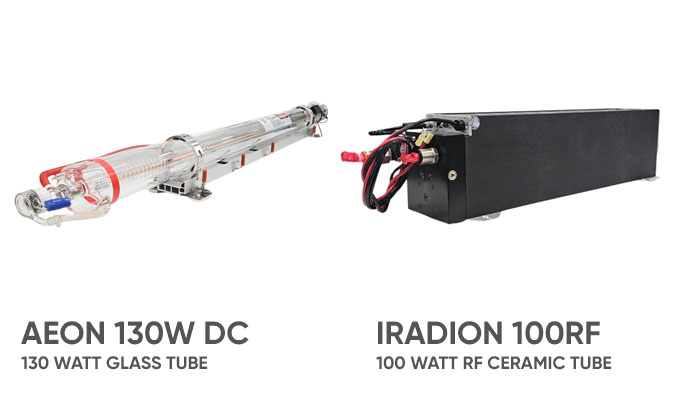 AEON 130W DC
130 WATT GLASS TUBE
IRADION 100RF
100 WATT RF CERAMIC TUBE